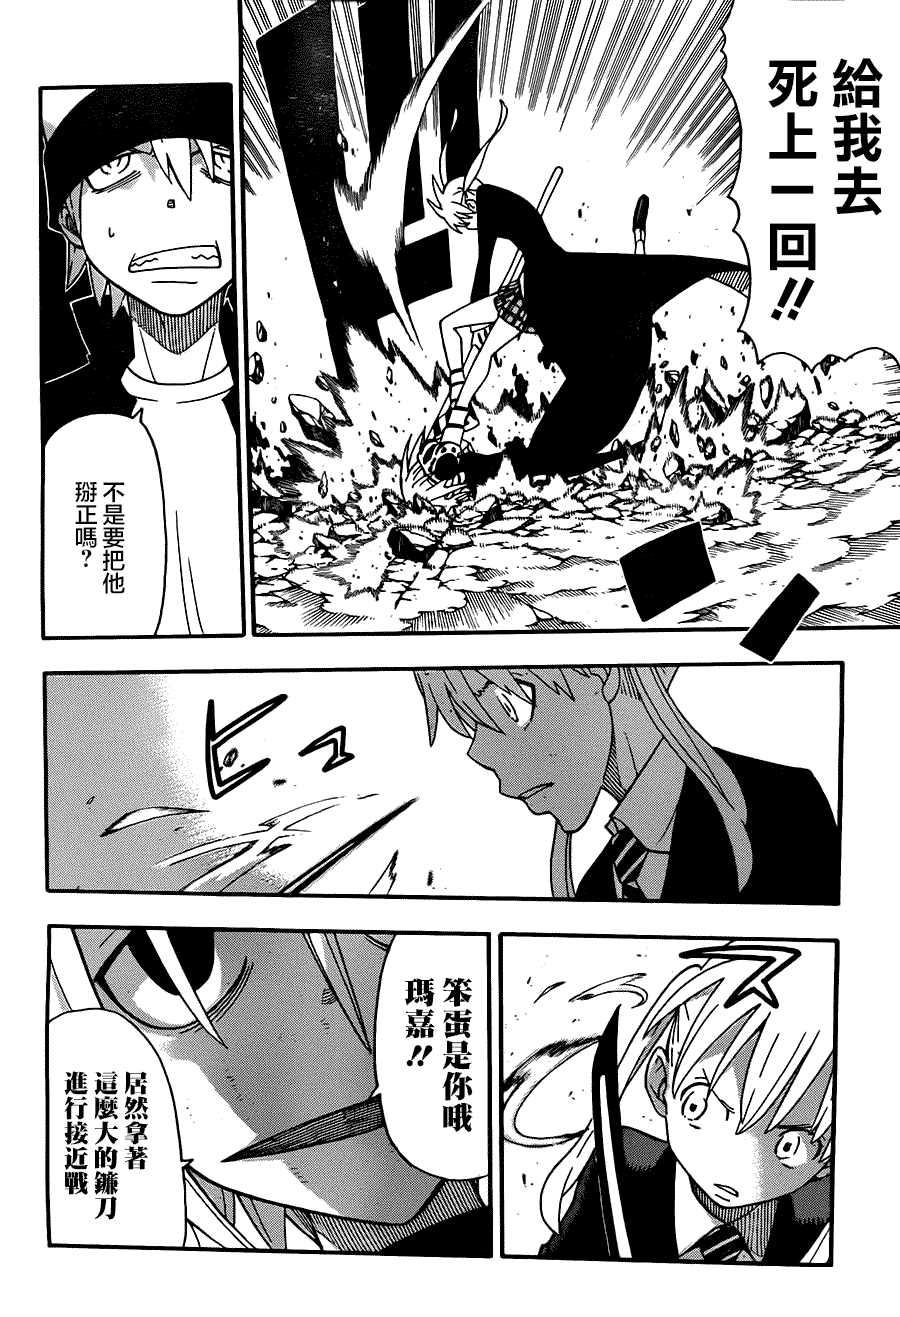 給我去
死上一回!!
不是要把他
掰正嗎?
ヒュ
ス
笨蛋是你哦
瑪嘉!!
居然拿著
這麼大的鐮刀
進行接近戰